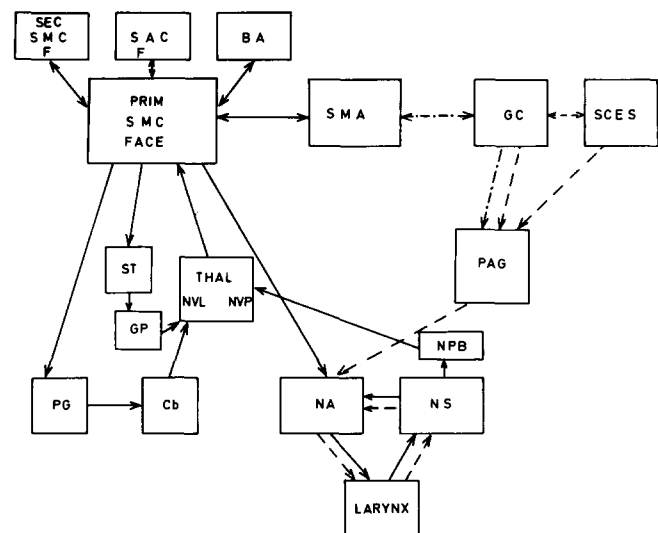 SEC
SMC
F
SAC
F
BA
PRIM
SMC
FACE
SMA
GC
SCES
PAG
ST
THAL
NVL NVP
GP
NPB
PG
Cb
NA
NS
LARYNX